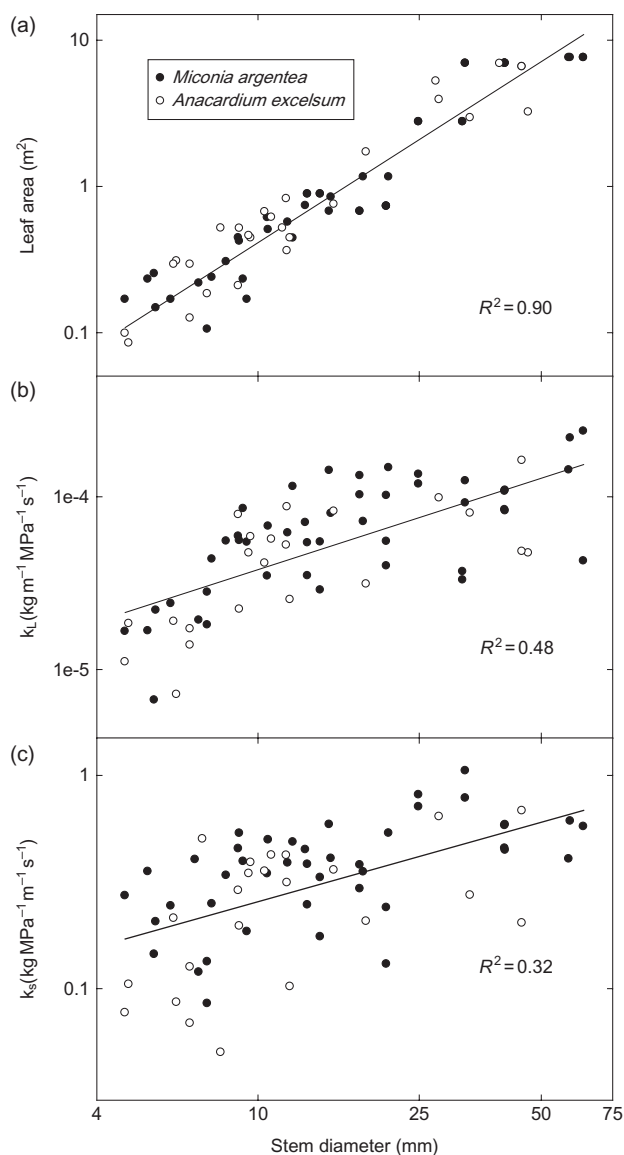 (a)
10
1
0.1
Leaf area (m²)
Miconia argentea
Anacardium excelsum
R² = 0.90
(b)
1e-4
1e-5
k_L (kg m⁻¹ MPa⁻¹ s⁻¹)
R² = 0.48
(c)
1
0.1
k_s (kg MPa⁻¹ m⁻¹ s⁻¹)
R² = 0.32
4 10 25 50 75
Stem diameter (mm)